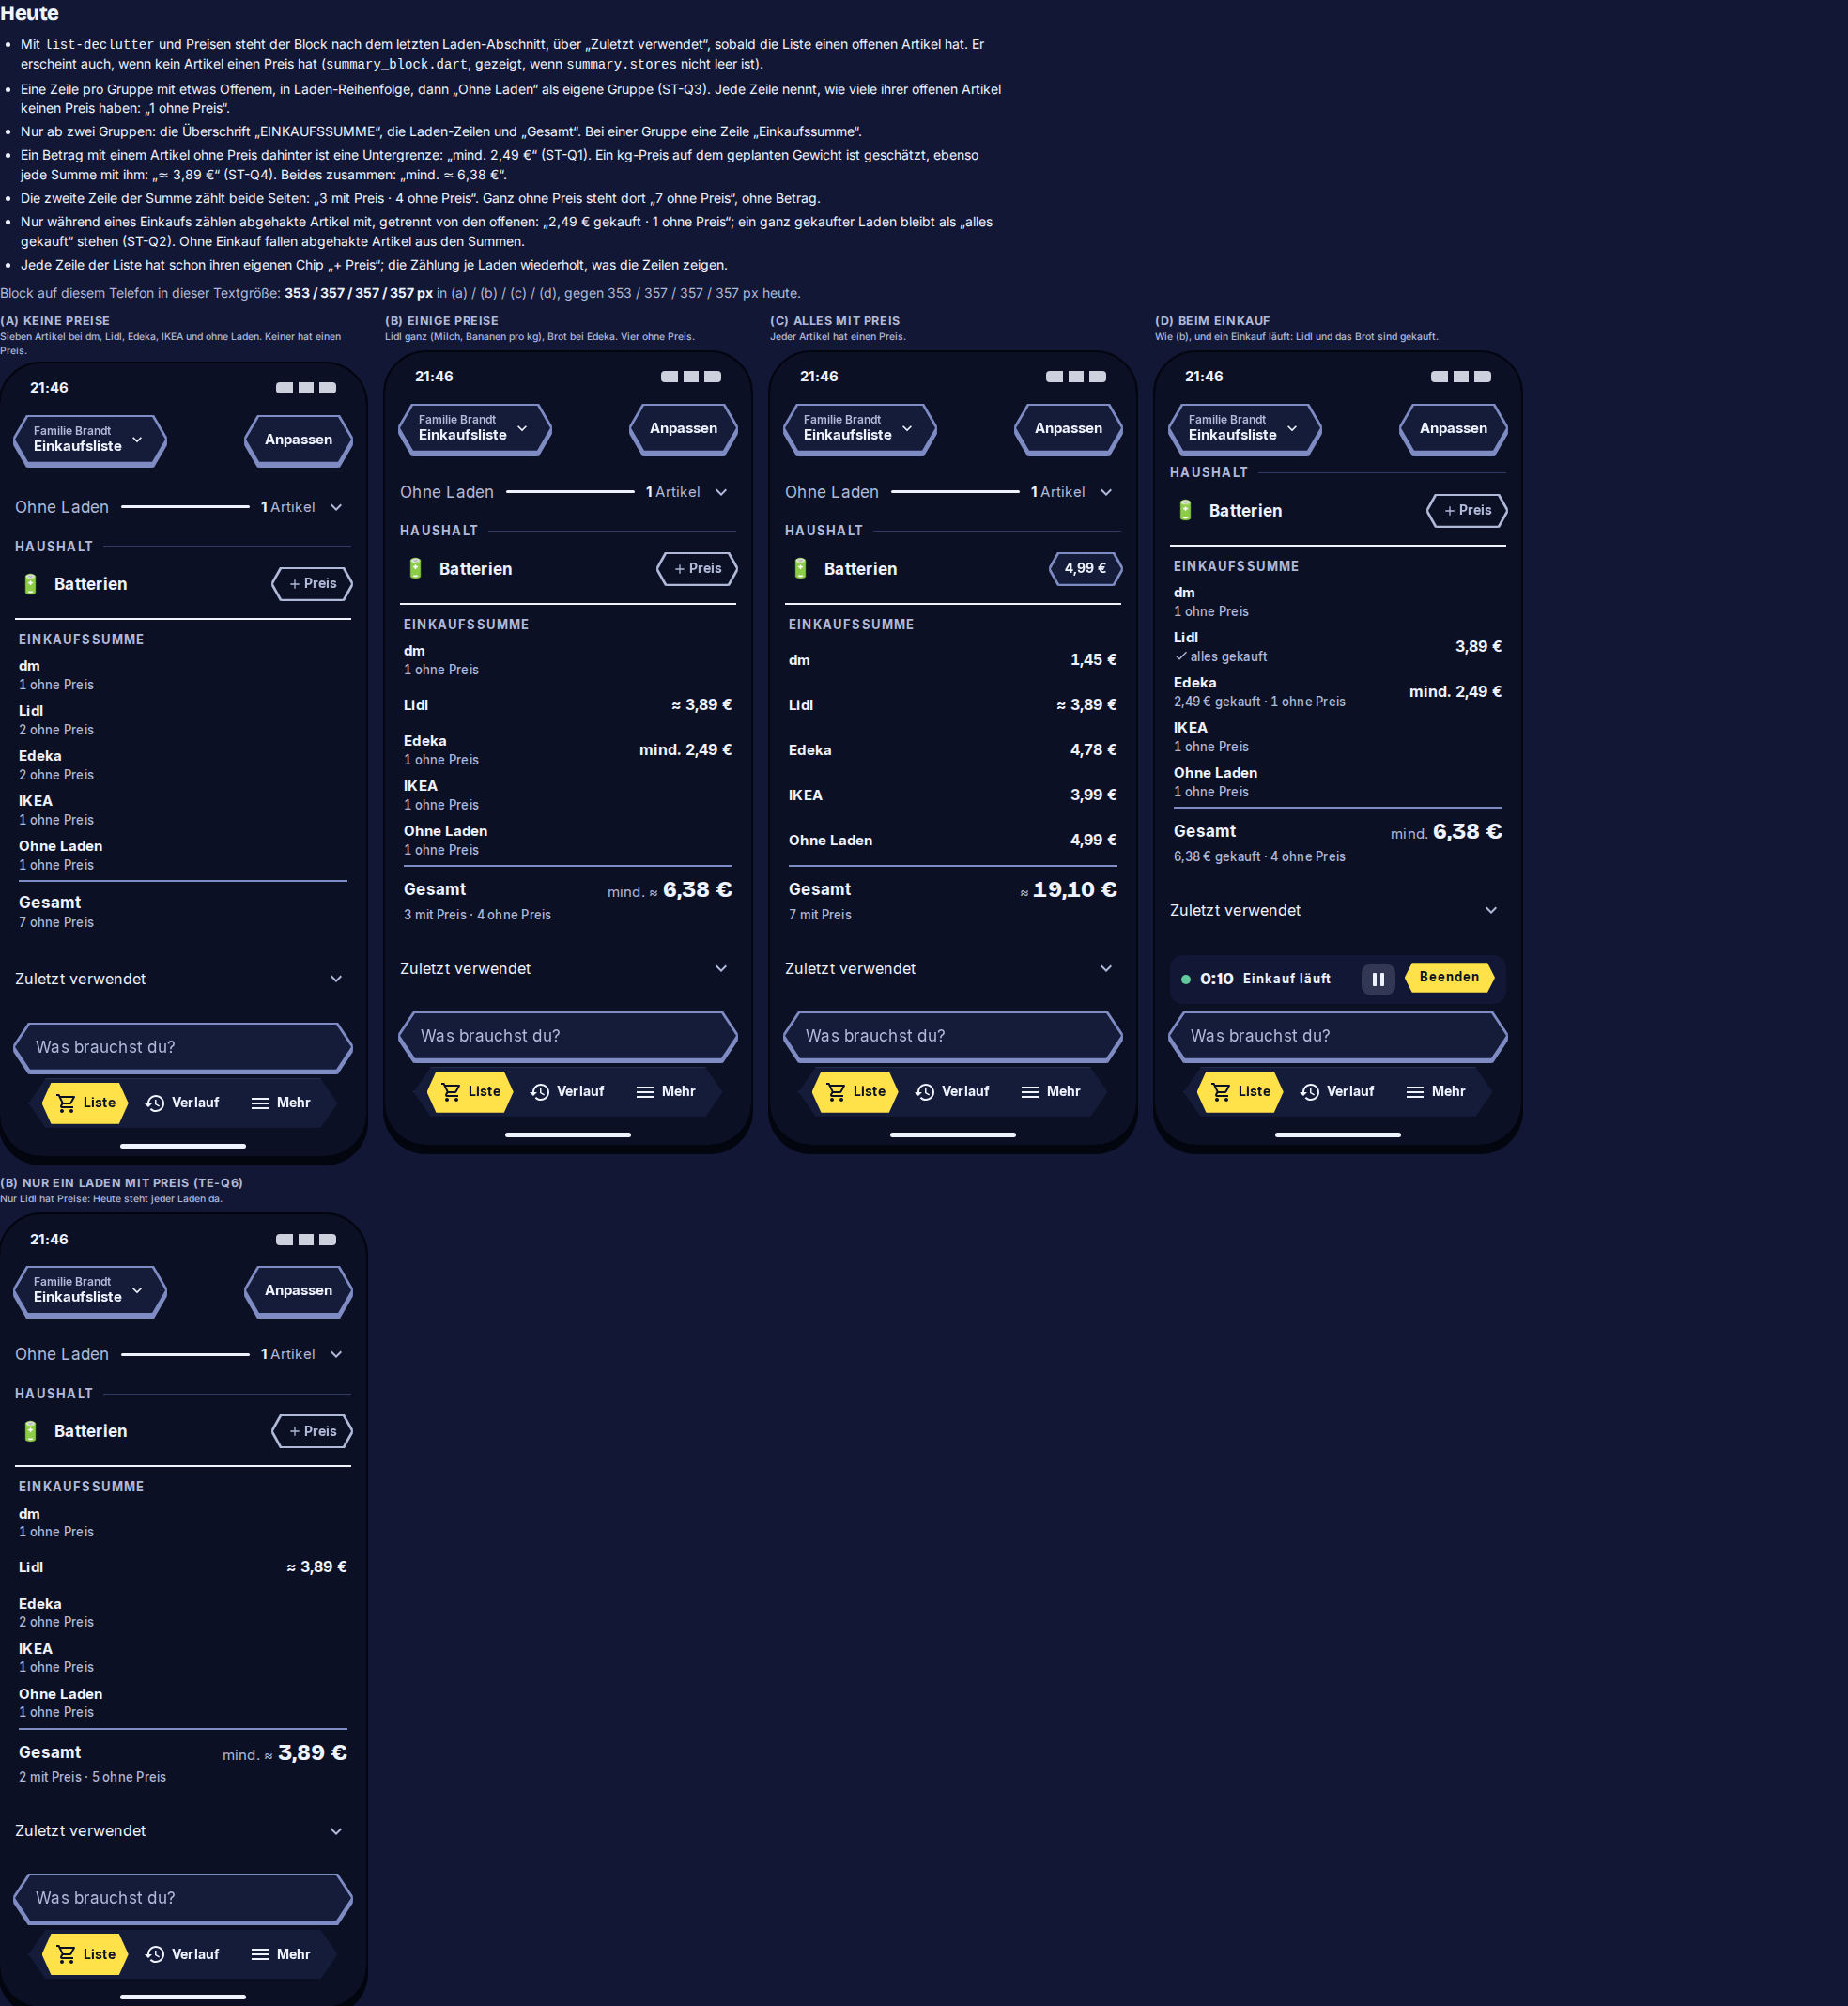 Heute
• Mit list-declutter und Preisen steht der Block nach dem letzten Laden-Abschnitt, über „Zuletzt verwendet“, sobald die Liste einen offenen Artikel hat. Er
erscheint auch, wenn kein Artikel einen Preis hat (summary_block.dart, gezeigt, wenn summary.stores nicht leer ist).
• Eine Zeile pro Gruppe mit etwas Offenem, in Laden-Reihenfolge, dann „Ohne Laden“ als eigene Gruppe (ST-Q3). Jede Zeile nennt, wie viele ihrer offenen Artikel
keinen Preis haben: „1 ohne Preis“.
• Nur ab zwei Gruppen: die Überschrift „EINKAUFSSUMME“, die Laden-Zeilen und „Gesamt“. Bei einer Gruppe eine Zeile „Einkaufssumme“.
• Ein Betrag mit einem Artikel ohne Preis dahinter ist eine Untergrenze: „mind. 2,49 €“ (ST-Q1). Ein kg-Preis auf dem geplanten Gewicht ist geschätzt, ebenso
jede Summe mit ihm: „≈ 3,89 €“ (ST-Q4). Beides zusammen: „mind. ≈ 6,38 €“.
• Die zweite Zeile der Summe zählt beide Seiten: „3 mit Preis · 4 ohne Preis“. Ganz ohne Preis steht dort „7 ohne Preis“, ohne Betrag.
• Nur während eines Einkaufs zählen abgehakte Artikel mit, getrennt von den offenen: „2,49 € gekauft · 1 ohne Preis“; ein ganz gekaufter Laden bleibt als „alles
gekauft“ stehen (ST-Q2). Ohne Einkauf fallen abgehakte Artikel aus den Summen.
• Jede Zeile der Liste hat schon ihren eigenen Chip „+ Preis“; die Zählung je Laden wiederholt, was die Zeilen zeigen.
Block auf diesem Telefon in dieser Textgröße: 353 / 357 / 357 / 357 px in (a) / (b) / (c) / (d), gegen 353 / 357 / 357 / 357 px heute.
(A) KEINE PREISE
Sieben Artikel bei dm, Lidl, Edeka, IKEA und ohne Laden. Keiner hat einen
Preis.
21:46
Familie Brandt
Einkaufsliste
Anpassen
Ohne Laden 1 Artikel
HAUSHALT
Batterien + Preis
EINKAUFSSUMME
dm
1 ohne Preis
Lidl
2 ohne Preis
Edeka
2 ohne Preis
IKEA
1 ohne Preis
Ohne Laden
1 ohne Preis
Gesamt
7 ohne Preis
Zuletzt verwendet
Was brauchst du?
Liste Verlauf Mehr
(B) EINIGE PREISE
Lidl ganz (Milch, Bananen pro kg), Brot bei Edeka. Vier ohne Preis.
21:46
Familie Brandt
Einkaufsliste
Anpassen
Ohne Laden 1 Artikel
HAUSHALT
Batterien + Preis
EINKAUFSSUMME
dm
1 ohne Preis
Lidl ≈ 3,89 €
Edeka
1 ohne Preis
mind. 2,49 €
IKEA
1 ohne Preis
Ohne Laden
1 ohne Preis
Gesamt mind. ≈ 6,38 €
3 mit Preis · 4 ohne Preis
Zuletzt verwendet
Was brauchst du?
Liste Verlauf Mehr
(C) ALLES MIT PREIS
Jeder Artikel hat einen Preis.
21:46
Familie Brandt
Einkaufsliste
Anpassen
Ohne Laden 1 Artikel
HAUSHALT
Batterien 4,99 €
EINKAUFSSUMME
dm 1,45 €
Lidl ≈ 3,89 €
Edeka 4,78 €
IKEA 3,99 €
Ohne Laden 4,99 €
Gesamt ≈ 19,10 €
7 mit Preis
Zuletzt verwendet
Was brauchst du?
Liste Verlauf Mehr
(D) BEIM EINKAUF
Wie (b), und ein Einkauf läuft: Lidl und das Brot sind gekauft.
21:46
Familie Brandt
Einkaufsliste
Anpassen
HAUSHALT
Batterien + Preis
EINKAUFSSUMME
dm
1 ohne Preis
Lidl
✓ alles gekauft
3,89 €
Edeka
2,49 € gekauft · 1 ohne Preis
mind. 2,49 €
IKEA
1 ohne Preis
Ohne Laden
1 ohne Preis
Gesamt mind. 6,38 €
6,38 € gekauft · 4 ohne Preis
Zuletzt verwendet
0:10 Einkauf läuft Beenden
Was brauchst du?
Liste Verlauf Mehr
(B) NUR EIN LADEN MIT PREIS (TE-Q6)
Nur Lidl hat Preise: Heute steht jeder Laden da.
21:46
Familie Brandt
Einkaufsliste
Anpassen
Ohne Laden 1 Artikel
HAUSHALT
Batterien + Preis
EINKAUFSSUMME
dm
1 ohne Preis
Lidl ≈ 3,89 €
Edeka
2 ohne Preis
IKEA
1 ohne Preis
Ohne Laden
1 ohne Preis
Gesamt mind. ≈ 3,89 €
2 mit Preis · 5 ohne Preis
Zuletzt verwendet
Was brauchst du?
Liste Verlauf Mehr